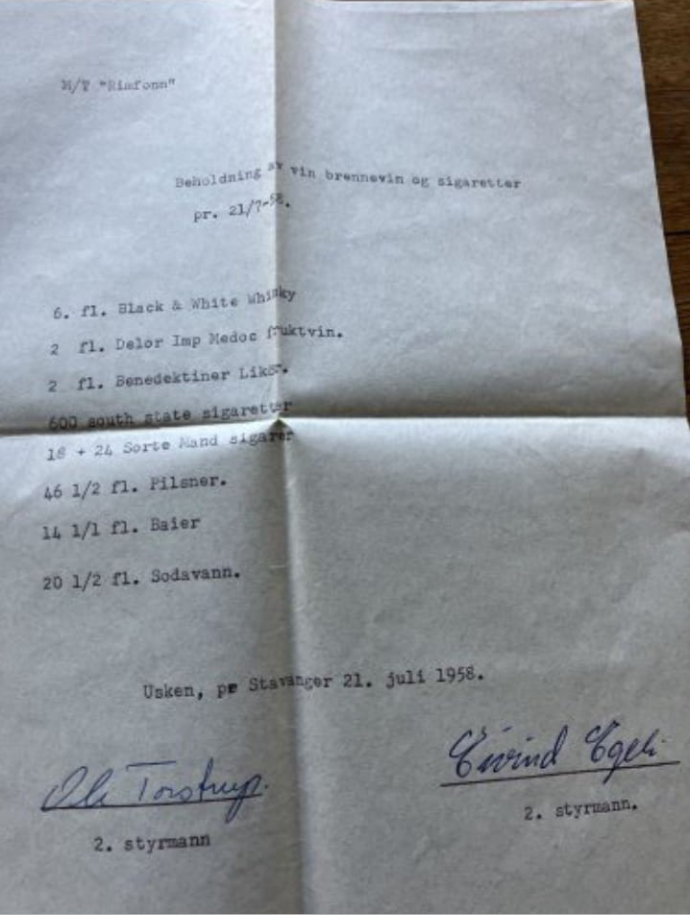 M/T "Rimfonn"
Beholdning av vin brennevin og sigaretter
pr. 21/7-58.
6. fl. Black & White Whisky
2 fl. Delor Imp Medoc fruktvin.
2 fl. Benedektiner Likør.
600 south state sigaretter
18 + 24 Sorte Mand sigarer
46 1/2 fl. Pilsner.
14 1/1 fl. Baier
20 1/2 fl. Sodavann.
Usken, pr Stavanger 21. juli 1958.
Ole Torstrup. Eivind Egeli.
2. styrmann 2. styrmann.